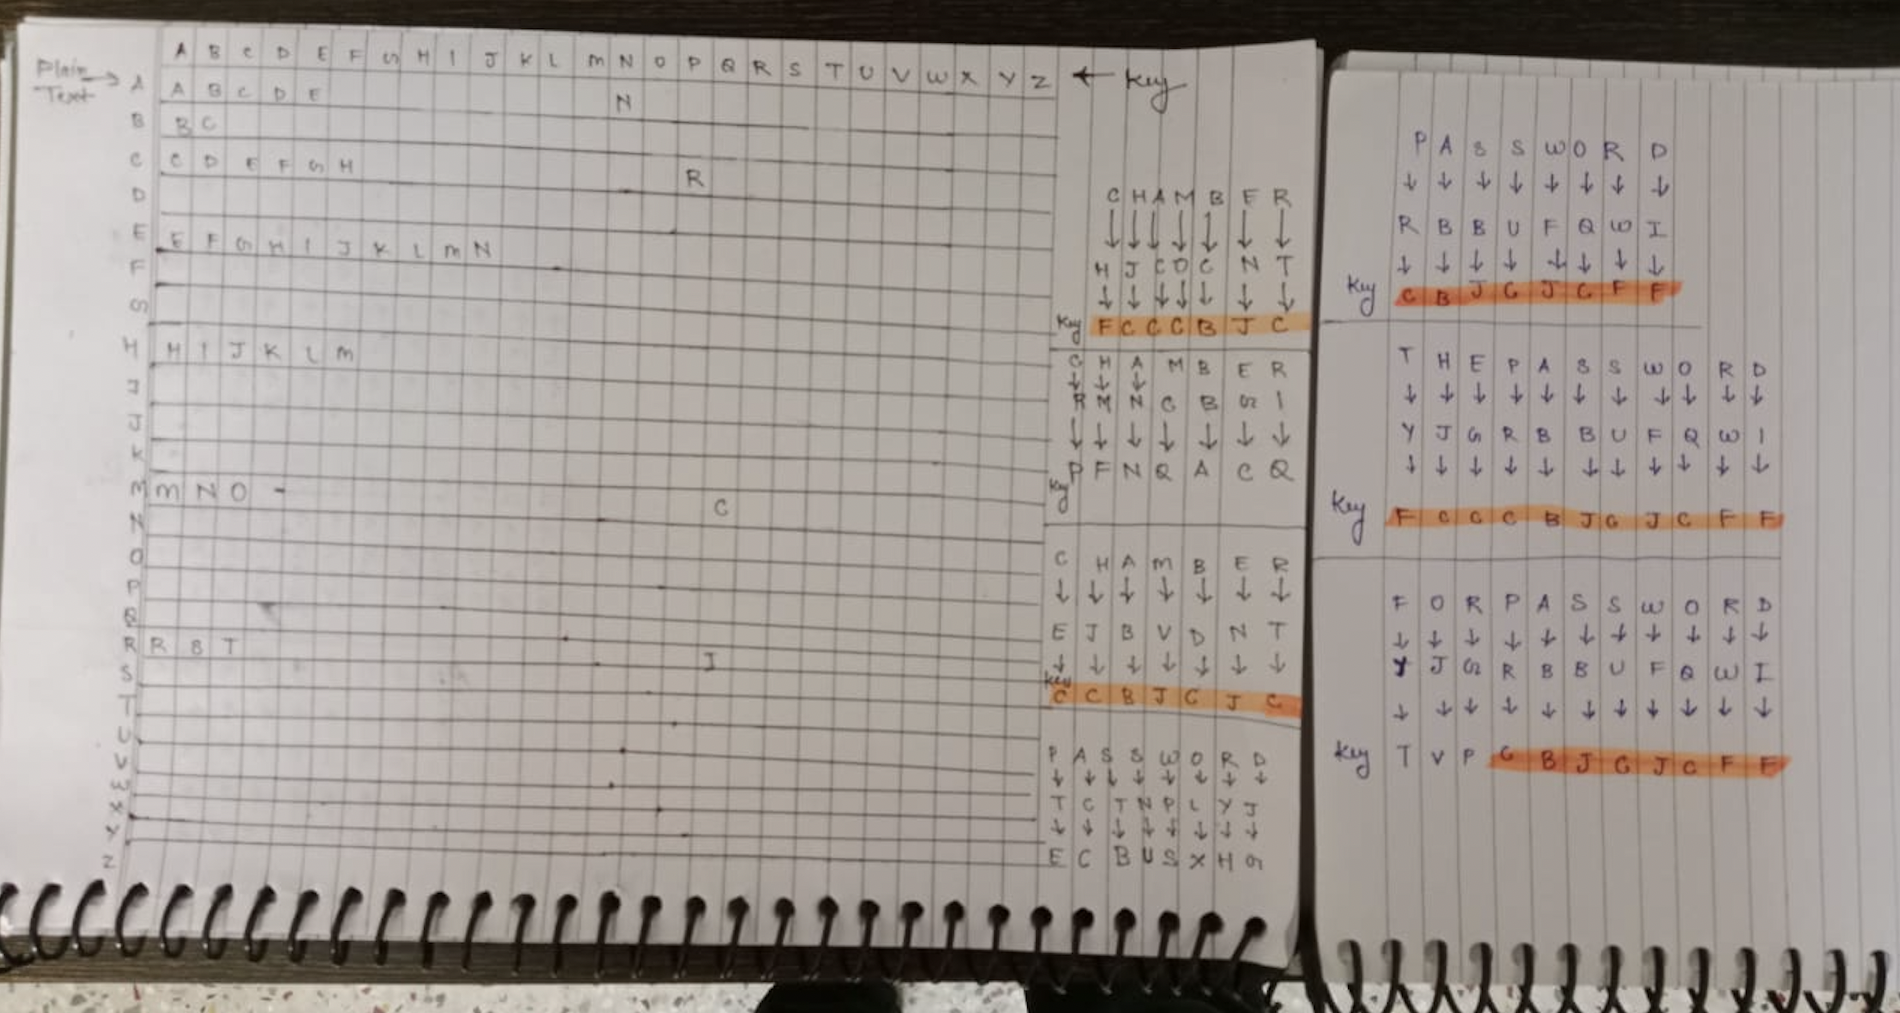 A B C D E F G H I J K L M N O P Q R S T U V W X Y Z ← Key
Plain Text → A A B C D E N
B B C
C C D E F G H R
D
E E F G H I J K L M N
F
G
H H I J K L M
I
J
K
M M N O - C
N
O
P
Q
R R S T J
S
T
U
V
W
X
Y
Z
C H A M B E R
H J C O C N T
Key F C C C B J C
C H A M B E R
R M N C B G I
Key P F N Q A C Q
C H A M B E R
E J B V D N T
Key C C B J C J C
P A S S W O R D
T C T N P L Y J
E C B U S X H G
P A S S W O R D
R B B U F Q W I
Key C B J C J C F F
T H E P A S S W O R D
Y J G R B B U F Q W I
Key F C C C B J C J C F F
F O R P A S S W O R D
Y J G R B B U F Q W I
Key T V P C B J C J C F F